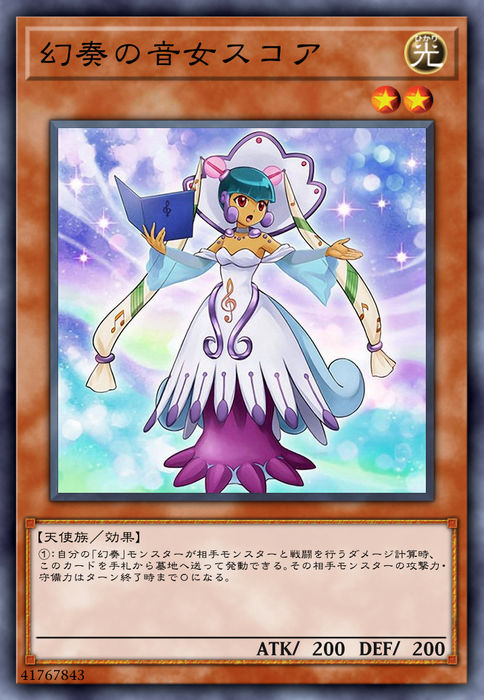 幻奏の音女スコア
ひかり
光
【天使族／効果】
①：自分の「幻奏」モンスターが相手モンスターと戦闘を行うダメージ計算時、
このカードを手札から墓地へ送って発動できる。その相手モンスターの攻撃力・
守備力はターン終了時まで０になる。
ATK/ 200 DEF/ 200
41767843